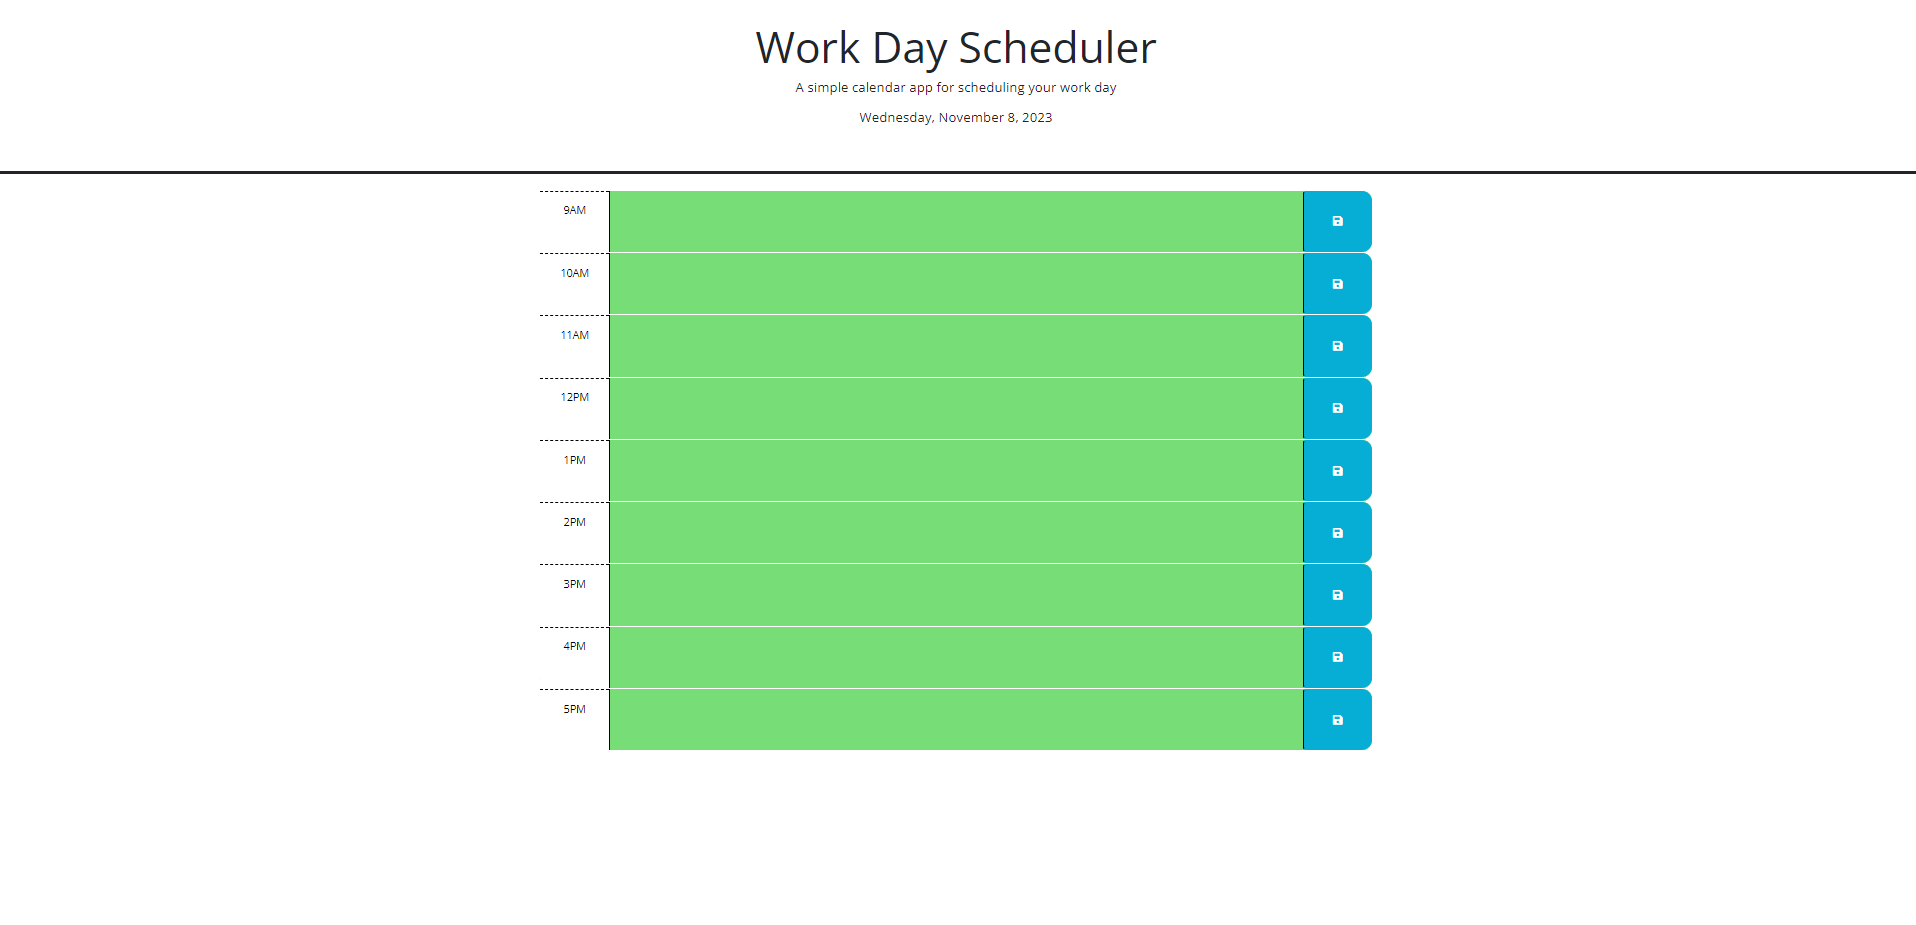 Work Day Scheduler
A simple calendar app for scheduling your work day
Wednesday, November 8, 2023
9AM
10AM
11AM
12PM
1PM
2PM
3PM
4PM
5PM